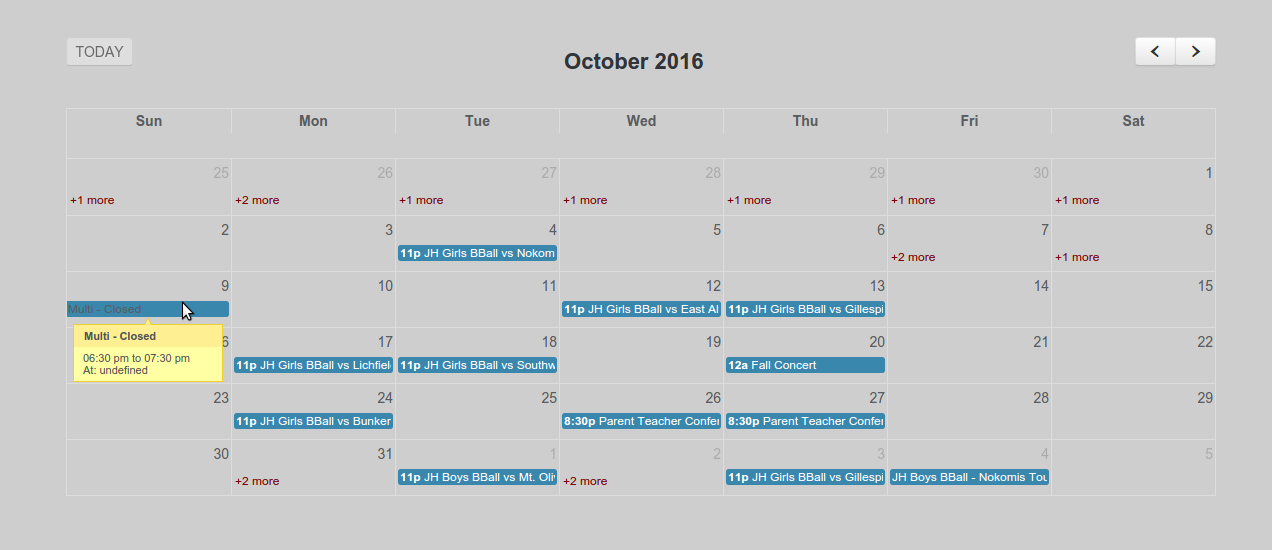 TODAY
October 2016
Sun Mon Tue Wed Thu Fri Sat
25 26 27 28 29 30 1
+1 more +2 more +1 more +1 more +1 more +1 more +1 more
2 3 4 5 6 7 8
11p JH Girls BBall vs Nokom +2 more +1 more
9 10 11 12 13 14 15
Multi - Closed 11p JH Girls BBall vs East Al 11p JH Girls BBall vs Gillespi
Multi - Closed
06:30 pm to 07:30 pm
At: undefined
6 17 18 19 20 21 22
11p JH Girls BBall vs Lichfiel 11p JH Girls BBall vs Southw 12a Fall Concert
23 24 25 26 27 28 29
11p JH Girls BBall vs Bunker 8:30p Parent Teacher Confer 8:30p Parent Teacher Confer
30 31 1 2 3 4 5
+2 more 11p JH Boys BBall vs Mt. Oliv +2 more 11p JH Girls BBall vs Gillespi JH Boys BBall - Nokomis Tou